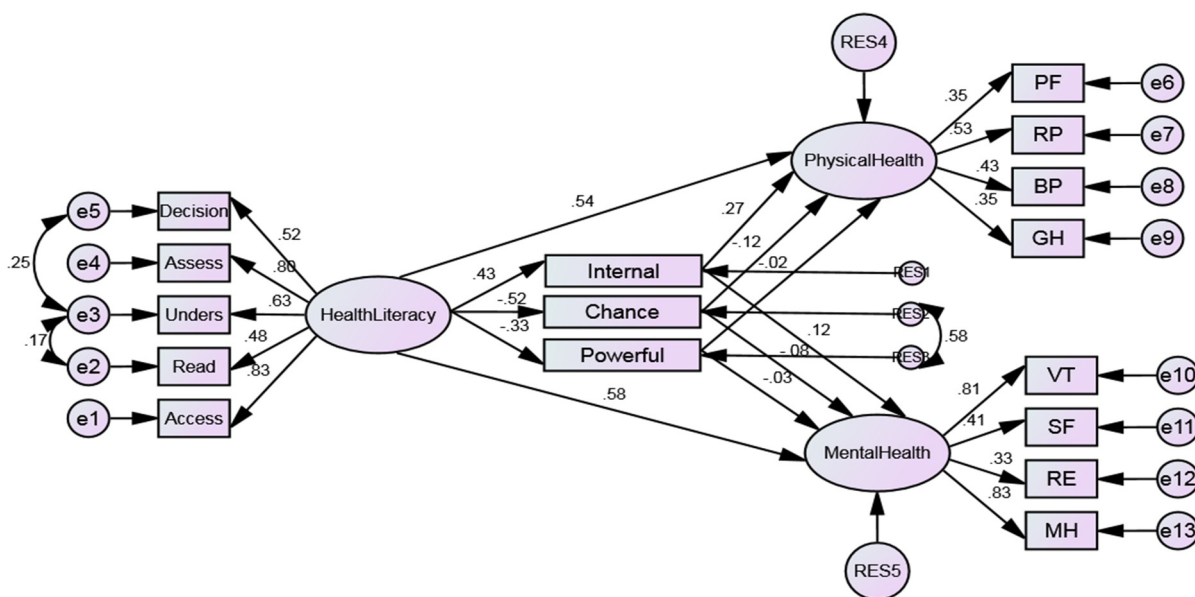 RES4
PF
e6
.35
RP
e7
.53
PhysicalHealth
BP
e8
.43
GH
e9
.35
.54
.27
-.12
-.02
e5
Decision
.52
e4
Assess
.80
.25
e3
Unders
.63
HealthLiteracy
.43
Internal
RES1
-.52
Chance
RES2
-.33
Powerful
RES3
.58
.17
e2
Read
.48
e1
Access
.83
.12
-.08
-.03
.58
VT
e10
.81
SF
e11
.41
MentalHealth
RE
e12
.33
MH
e13
.83
RES5